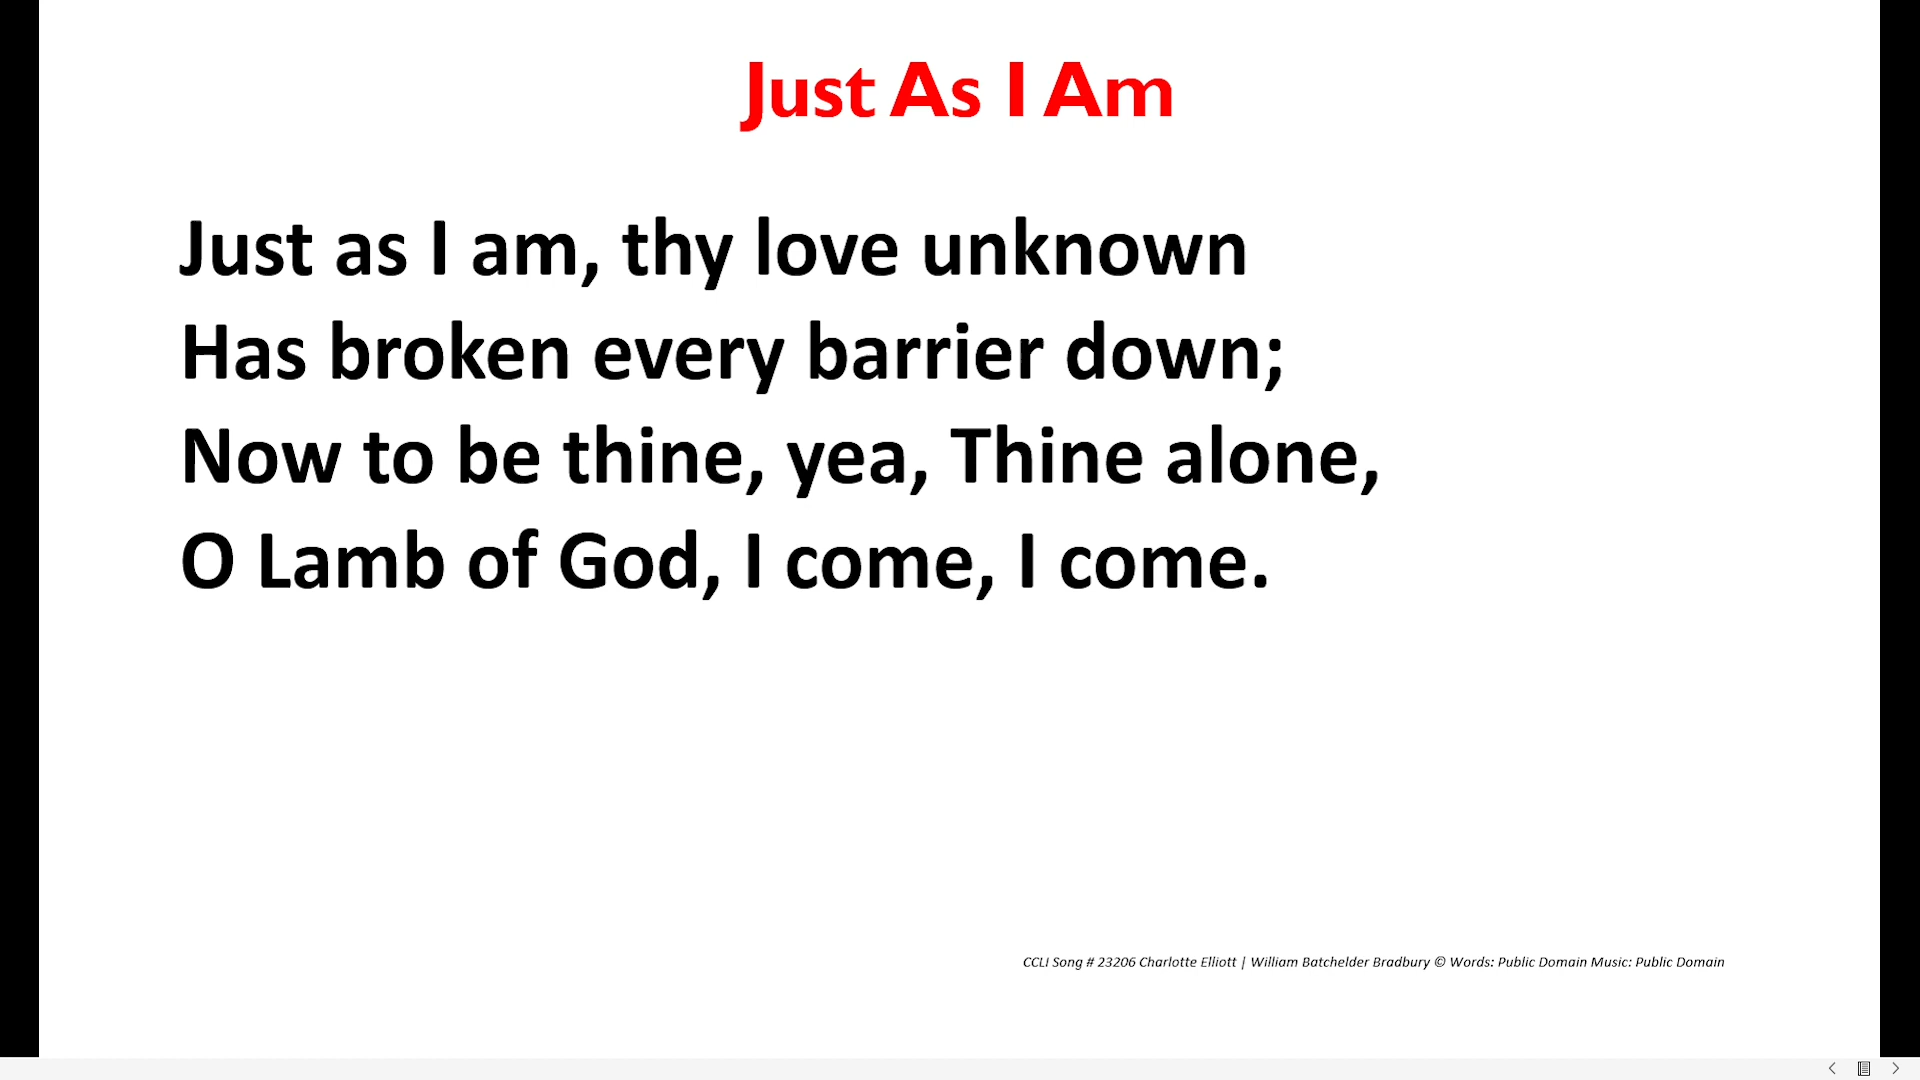 Just As I Am
Just as I am, thy love unknown
Has broken every barrier down;
Now to be thine, yea, Thine alone,
O Lamb of God, I come, I come.
CCLI Song # 23206 Charlotte Elliott | William Batchelder Bradbury © Words: Public Domain Music: Public Domain